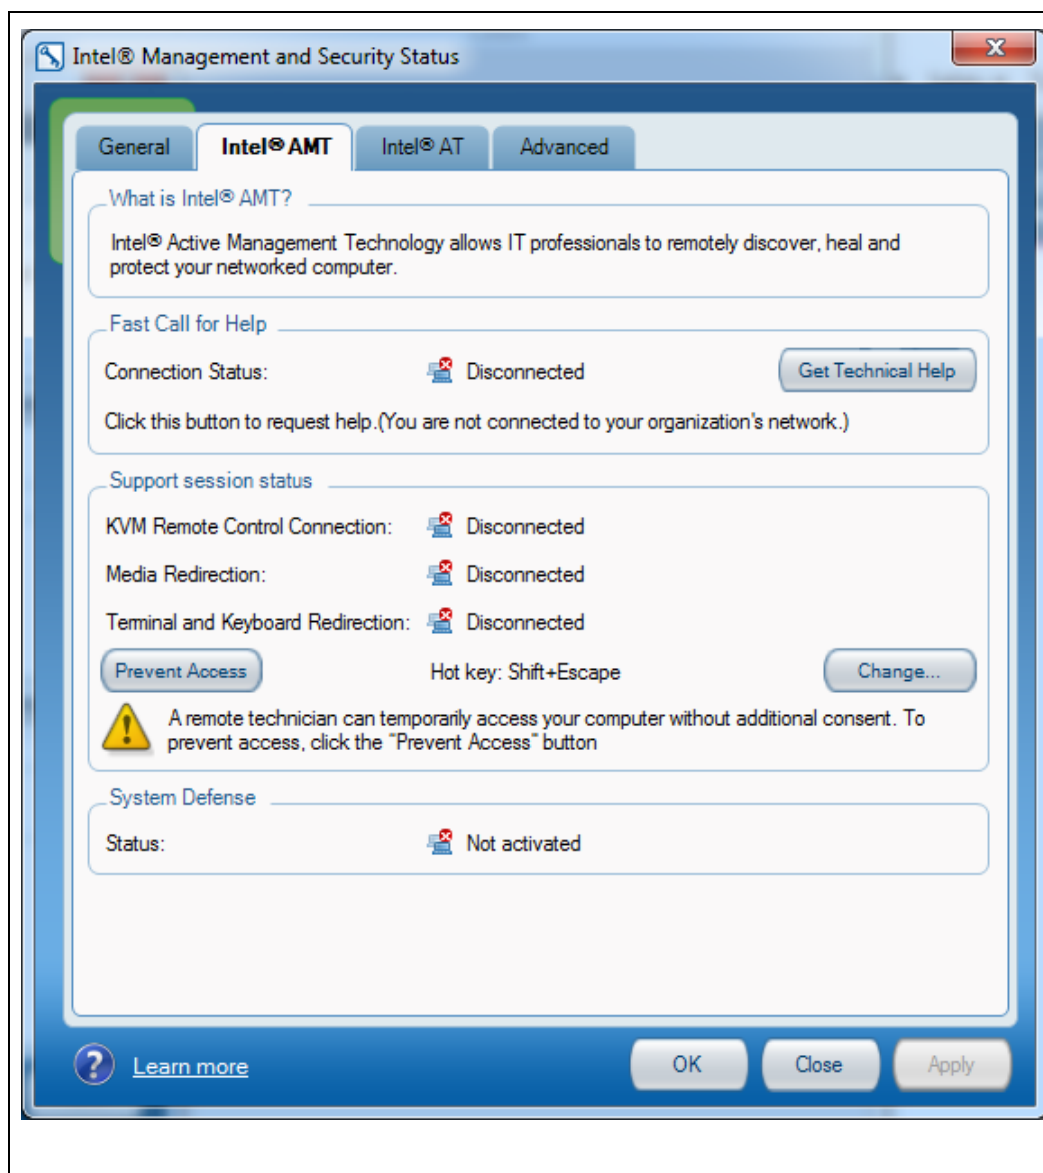 Intel® Management and Security Status
General Intel® AMT Intel® AT Advanced
What is Intel® AMT?
Intel® Active Management Technology allows IT professionals to remotely discover, heal and
protect your networked computer.
Fast Call for Help
Connection Status: Disconnected Get Technical Help
Click this button to request help.(You are not connected to your organization's network.)
Support session status
KVM Remote Control Connection: Disconnected
Media Redirection: Disconnected
Terminal and Keyboard Redirection: Disconnected
Prevent Access Hot key: Shift+Escape Change...
A remote technician can temporarily access your computer without additional consent. To
prevent access, click the "Prevent Access" button
System Defense
Status: Not activated
Learn more OK Close Apply